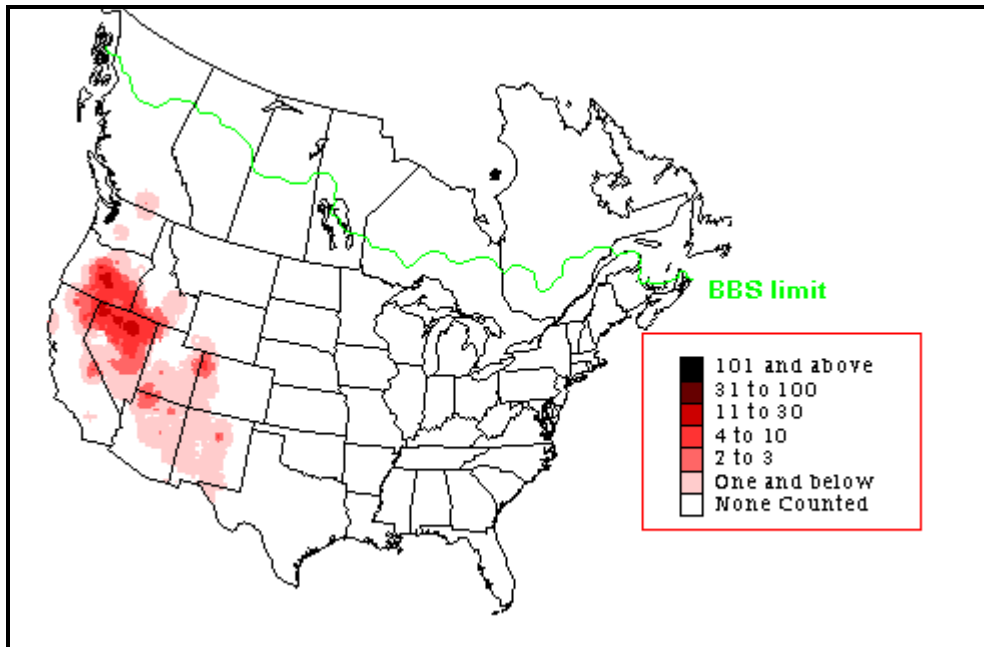 BBS limit
101 and above
31 to 100
11 to 30
4 to 10
2 to 3
One and below
None Counted